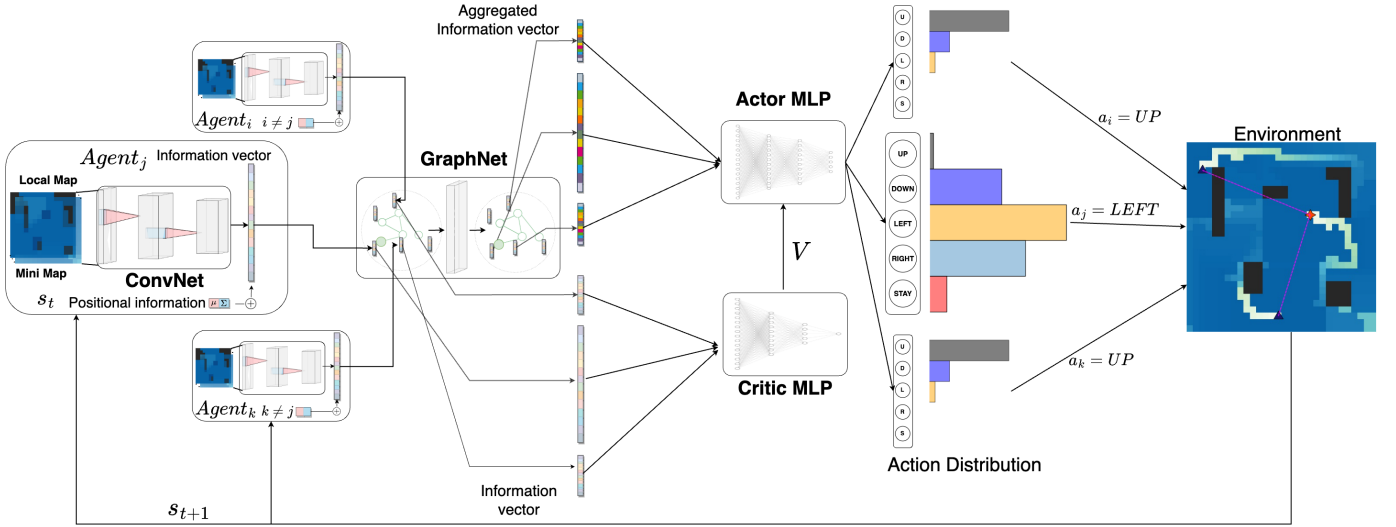 Aggregated
Information vector
Agent_i i ≠ j
Agent_j
Information vector
Local Map
Mini Map
ConvNet
s_t
Positional information
μ Σ
Agent_k k ≠ j
s_{t+1}
GraphNet
Information
vector
Actor MLP
V
Critic MLP
U
D
L
R
S
UP
DOWN
LEFT
RIGHT
STAY
U
D
L
R
S
Action Distribution
a_i = UP
a_j = LEFT
a_k = UP
Environment